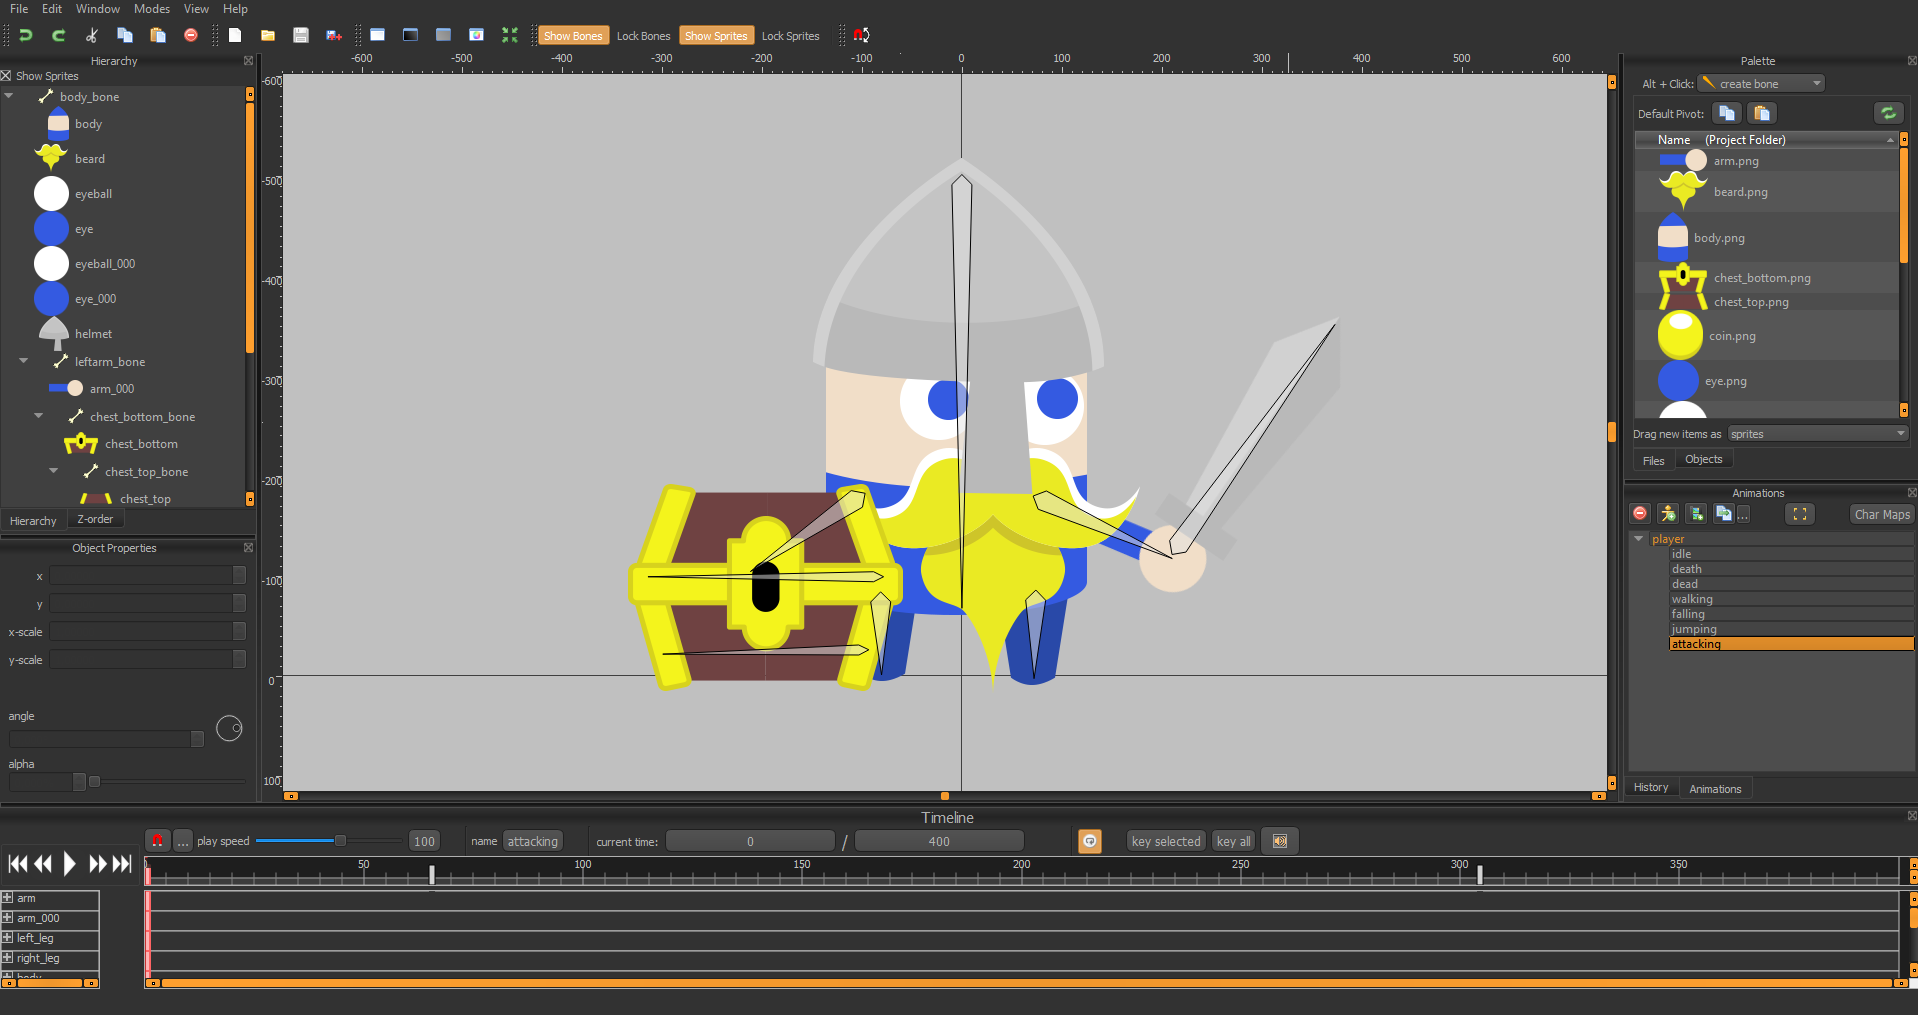 File Edit Window Modes View Help
Show Bones Lock Bones Show Sprites Lock Sprites
Hierarchy
Show Sprites
body_bone
body
beard
eyeball
eye
eyeball_000
eye_000
helmet
leftarm_bone
arm_000
chest_bottom_bone
chest_bottom
chest_top_bone
chest_top
Hierarchy Z-order
Object Properties
x
y
x-scale
y-scale
angle
alpha
-600 -500 -400 -300 -200 -100 0 100 200 300 400 500 600
-600
-500
-400
-300
-200
-100
0
100
Palette
Alt + Click: create bone
Default Pivot:
Name (Project Folder)
arm.png
beard.png
body.png
chest_bottom.png
chest_top.png
coin.png
eye.png
Drag new items as sprites
Files Objects
Animations
... Char Maps
player
idle
death
dead
walking
falling
jumping
attacking
History Animations
Timeline
... play speed 100 name attacking current time: 0 / 400 key selected key all
50 100 150 200 250 300 350
arm
arm_000
left_leg
right_leg
body